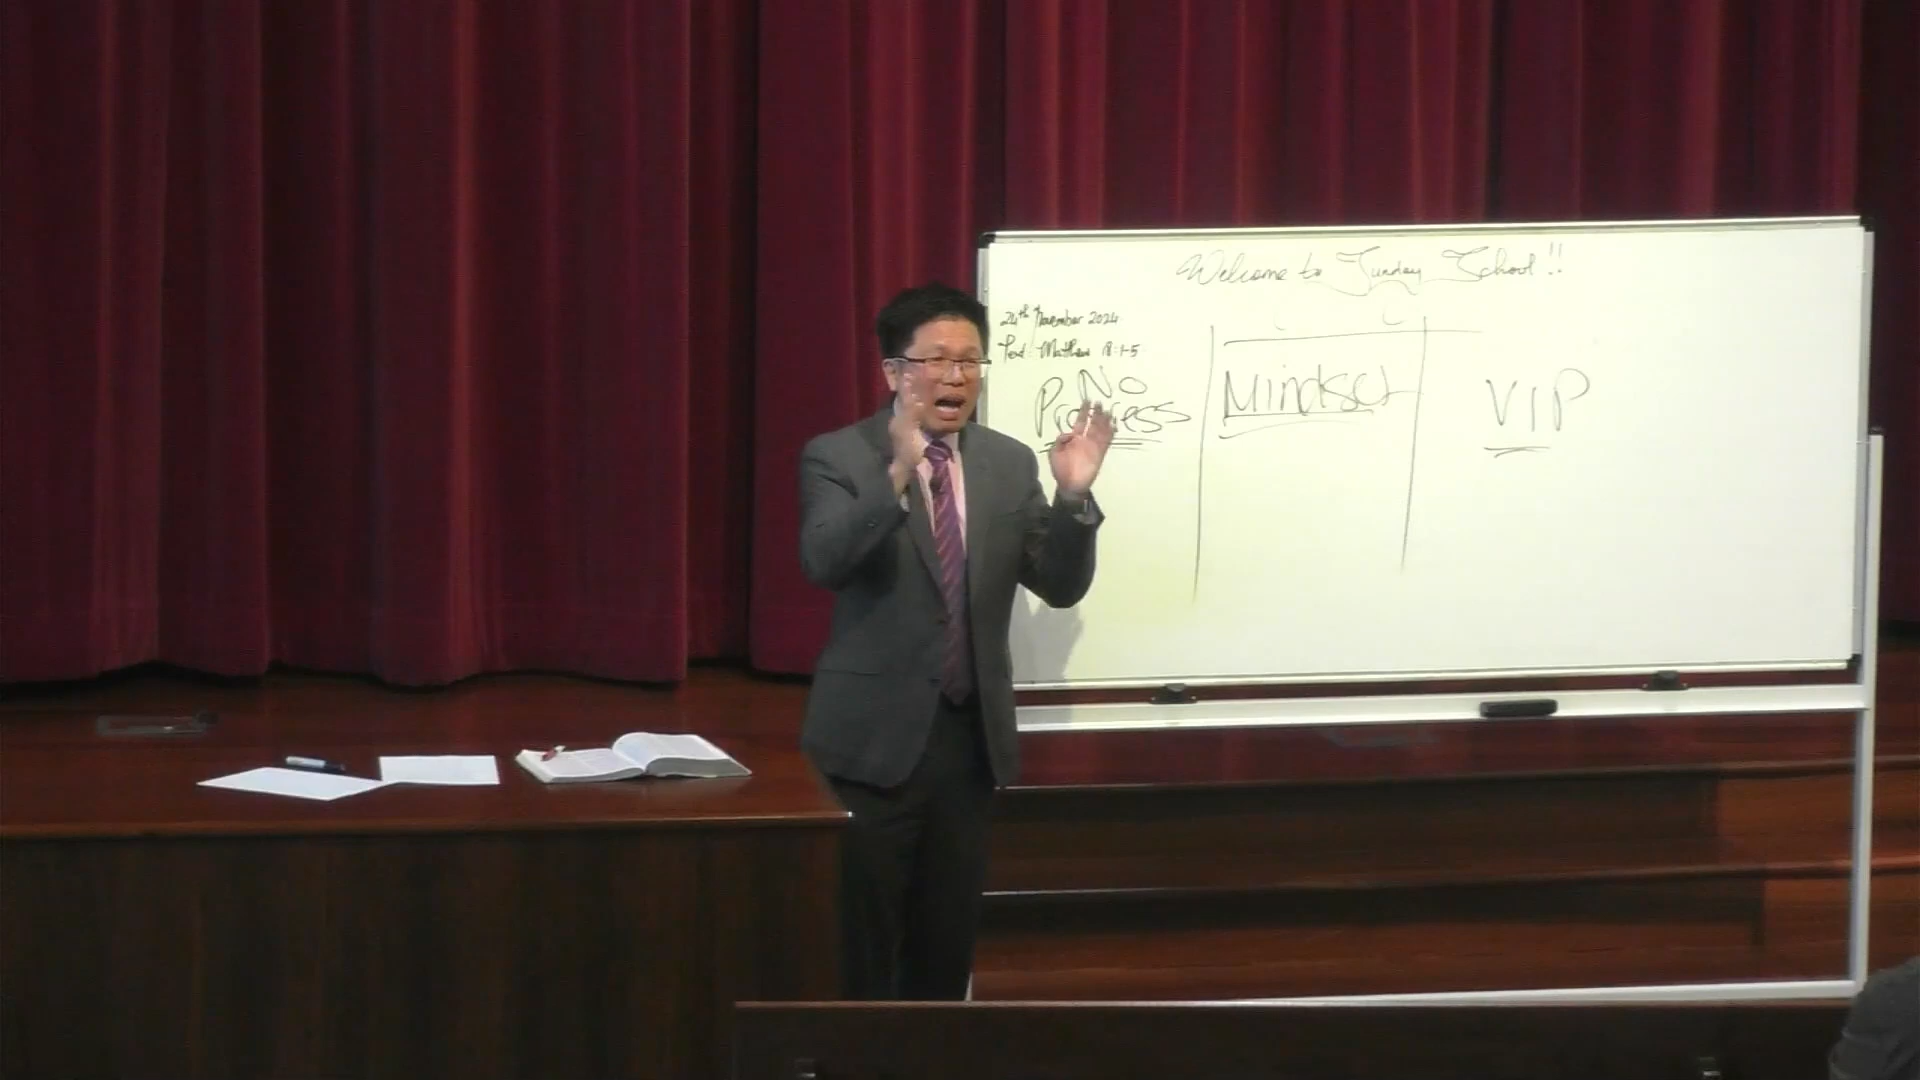 Welcome to Sunday School!!
24th November 2024
Text: Matthew 18:1-5
No
Progress
Mindset
VIP